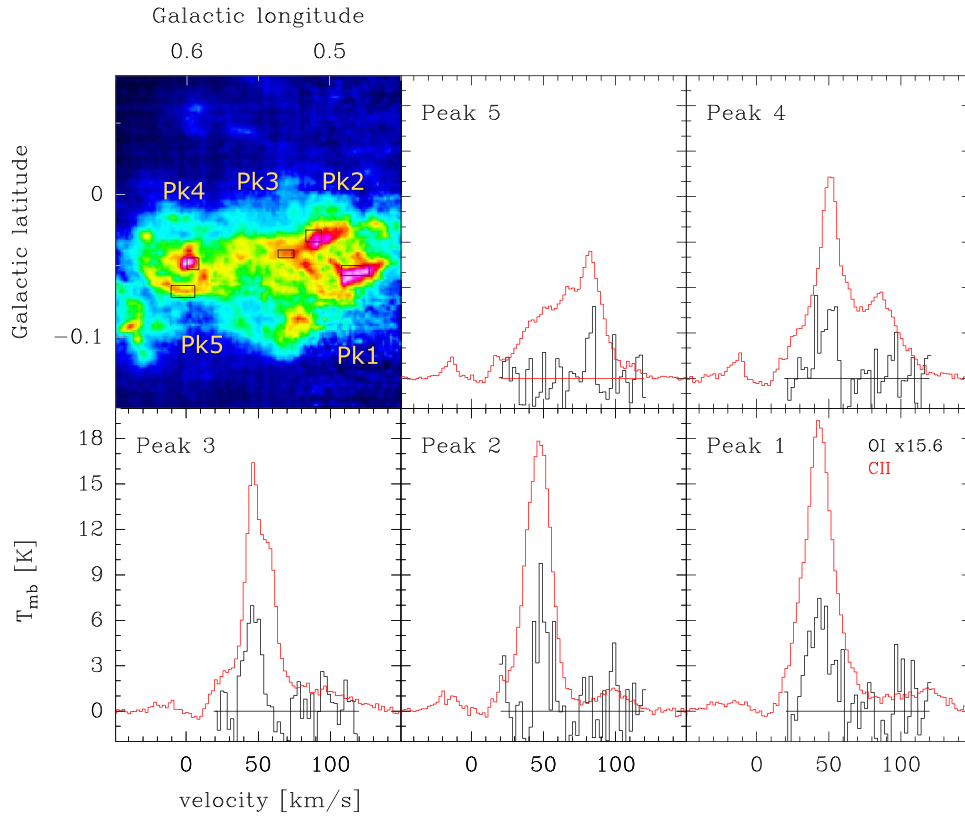 Galactic longitude
0.6 0.5
Galactic latitude
0
−0.1
Pk4 Pk3 Pk2
Pk5 Pk1
Peak 5
Peak 4
Peak 3
Peak 2
Peak 1
OI x15.6
CII
T_mb [K]
18
15
12
9
6
3
0
0 50 100
0 50 100
0 50 100
velocity [km/s]